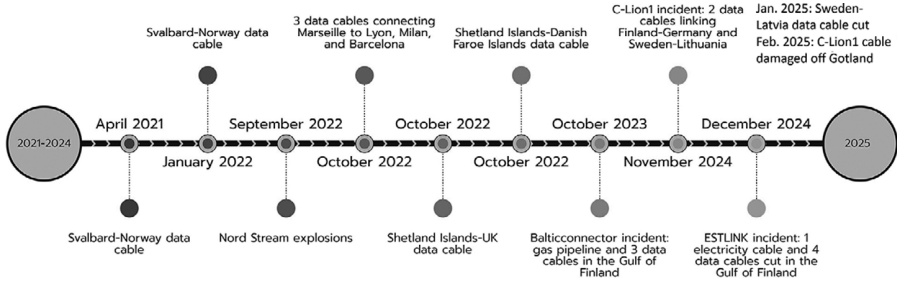 Svalbard-Norway data
cable
3 data cables connecting
Marseille to Lyon, Milan,
and Barcelona
Shetland Islands-Danish
Faroe Islands data cable
C-Lion1 incident: 2 data
cables linking
Finland-Germany and
Sweden-Lithuania
Jan. 2025: Sweden-
Latvia data cable cut
Feb. 2025: C-Lion1 cable
damaged off Gotland
2021-2024
April 2021
January 2022
September 2022
October 2022
October 2022
October 2022
October 2023
November 2024
December 2024
2025
Svalbard-Norway data
cable
Nord Stream explosions
Shetland Islands-UK
data cable
Balticconnector incident:
gas pipeline and 3 data
cables in the Gulf of
Finland
ESTLINK incident: 1
electricity cable and 4
data cables cut in the
Gulf of Finland